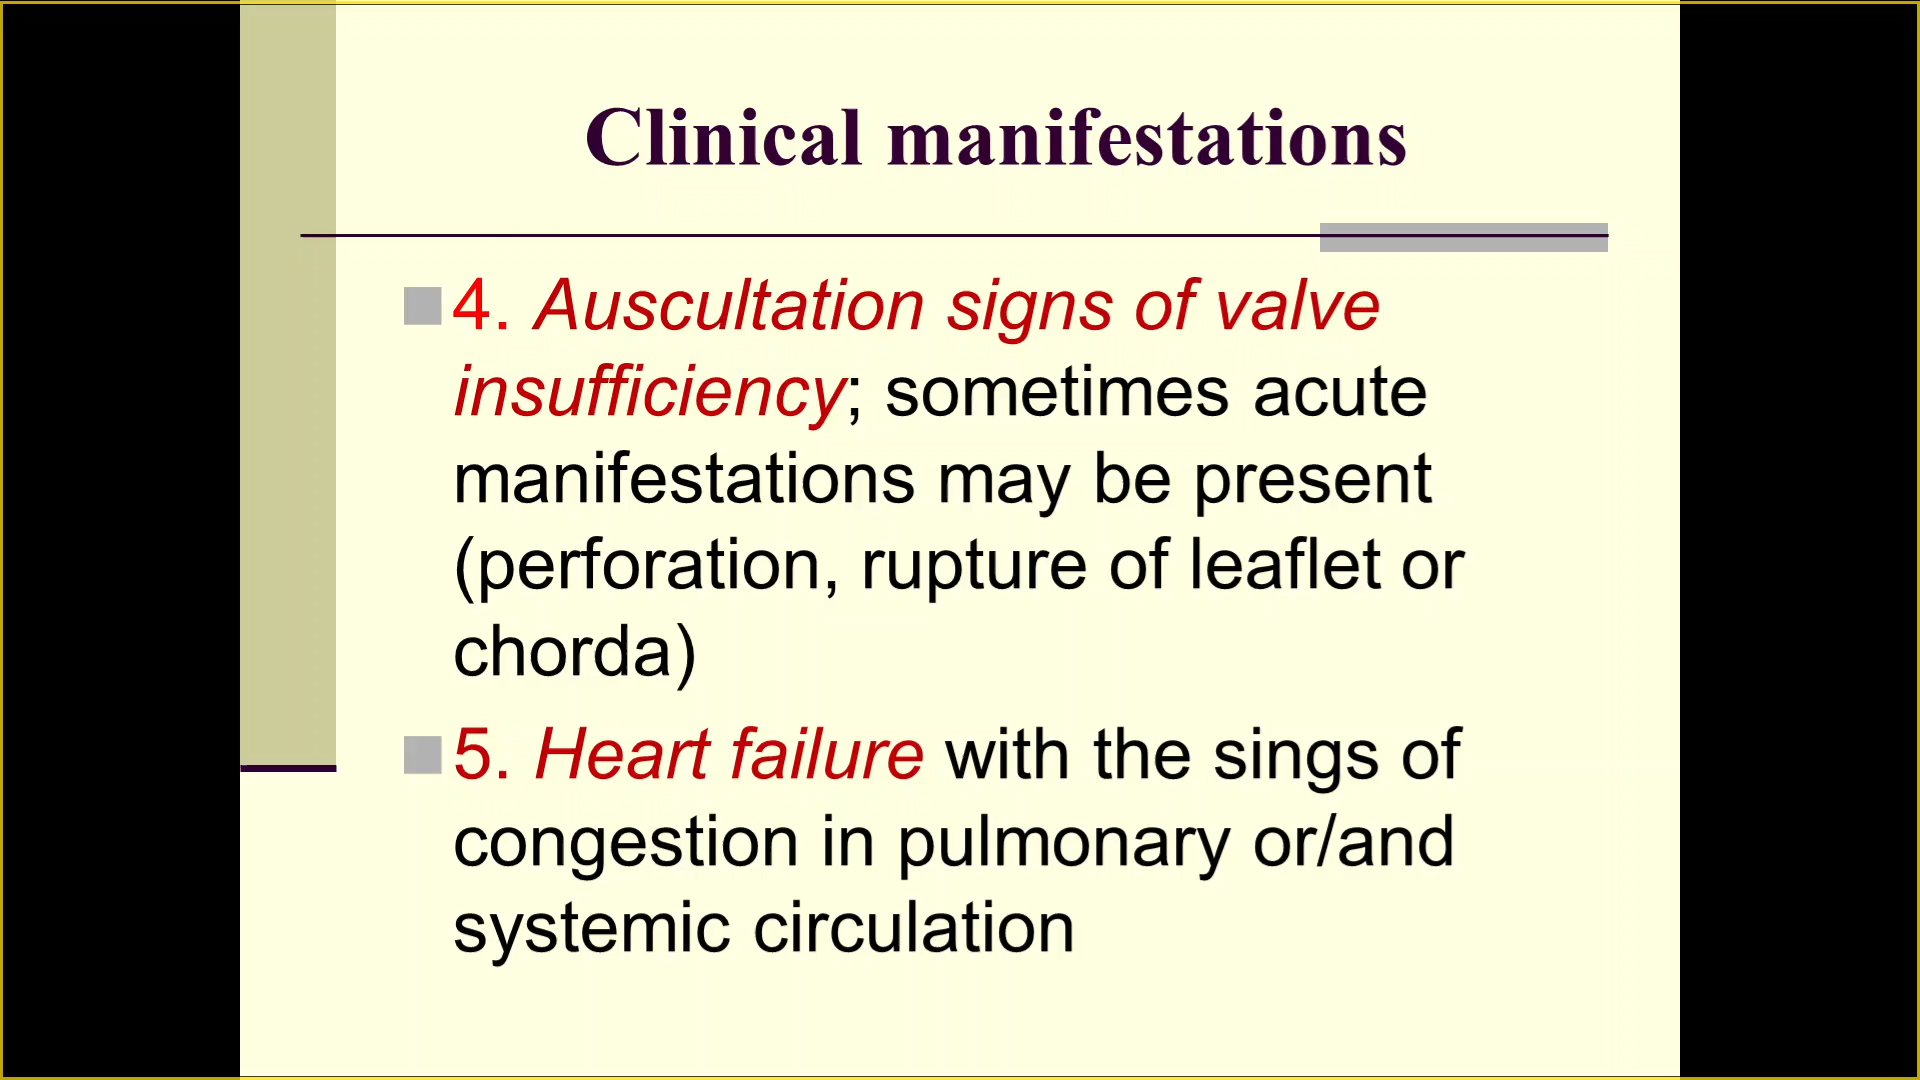 Clinical manifestations
4. Auscultation signs of valve
insufficiency; sometimes acute
manifestations may be present
(perforation, rupture of leaflet or
chorda)
5. Heart failure with the sings of
congestion in pulmonary or/and
systemic circulation